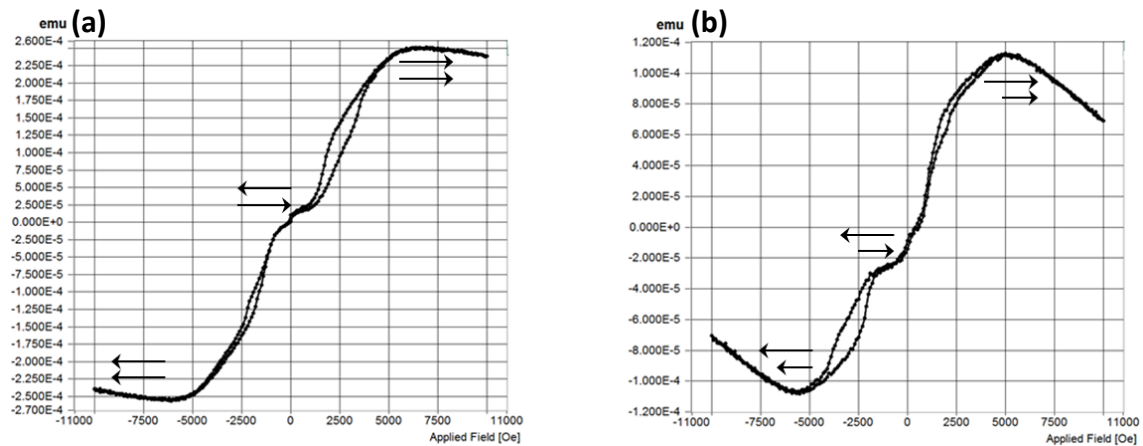 emu (a)
2.600E-4
2.250E-4
2.000E-4
1.750E-4
1.500E-4
1.250E-4
1.000E-4
7.500E-5
5.000E-5
2.500E-5
0.000E+0
-2.500E-5
-5.000E-5
-7.500E-5
-1.000E-4
-1.250E-4
-1.500E-4
-1.750E-4
-2.000E-4
-2.250E-4
-2.500E-4
-2.700E-4
-11000 -7500 -5000 -2500 0 2500 5000 7500 11000
Applied Field [Oe]
emu (b)
1.200E-4
1.000E-4
8.000E-5
6.000E-5
4.000E-5
2.000E-5
0.000E+0
-2.000E-5
-4.000E-5
-6.000E-5
-8.000E-5
-1.000E-4
-1.200E-4
-11000 -7500 -5000 -2500 0 2500 5000 7500 11000
Applied Field [Oe]